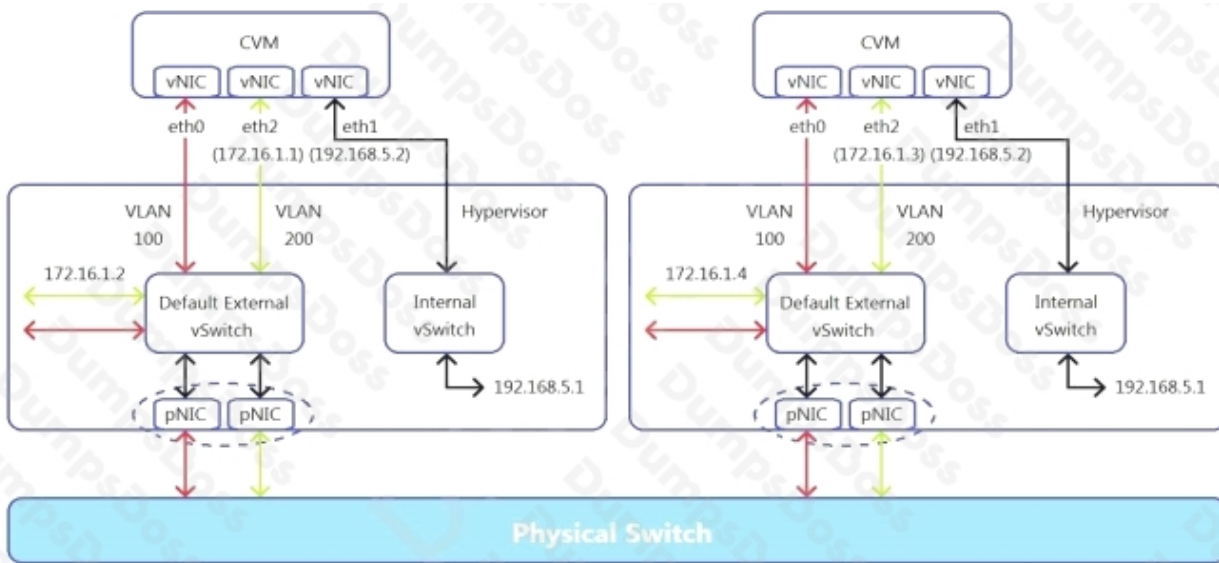 CVM
vNIC vNIC vNIC
eth0 eth2 eth1
(172.16.1.1) (192.168.5.2)
VLAN 100
VLAN 200
Hypervisor
172.16.1.2
Default External
vSwitch
Internal
vSwitch
192.168.5.1
pNIC pNIC
CVM
vNIC vNIC vNIC
eth0 eth2 eth1
(172.16.1.3) (192.168.5.2)
VLAN 100
VLAN 200
Hypervisor
172.16.1.4
Default External
vSwitch
Internal
vSwitch
192.168.5.1
pNIC pNIC
Physical Switch
DumpsDoss